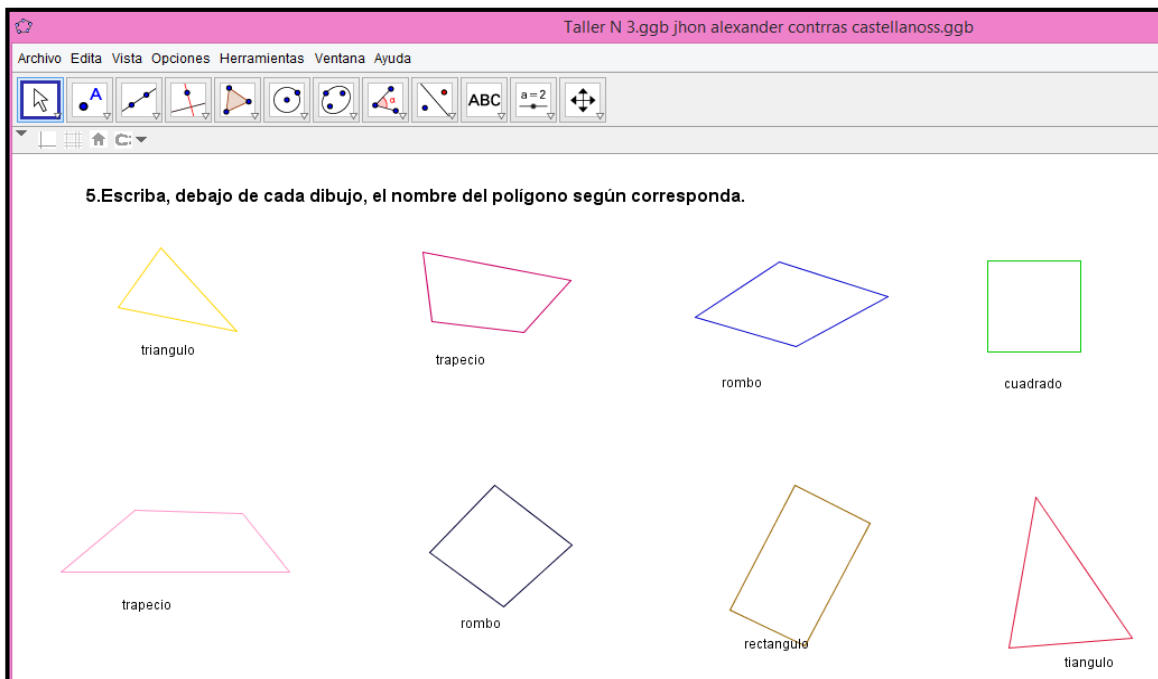 Taller N 3.ggb jhon alexander contrras castellanoss.ggb
Archivo Edita Vista Opciones Herramientas Ventana Ayuda
A α ABC a=2
5.Escriba, debajo de cada dibujo, el nombre del polígono según corresponda.
triangulo
trapecio
rombo
cuadrado
trapecio
rombo
rectangulo
tiangulo